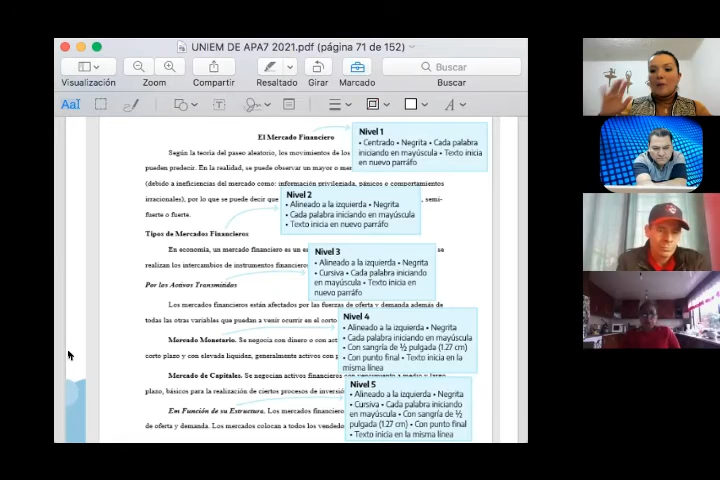 UNIEM DE APA7 2021.pdf (página 71 de 152)
Buscar
Visualización Zoom Compartir Resaltado Girar Marcado Buscar
AaI
El Mercado Financiero
Según la teoría del paseo aleatorio, los movimientos de los
pueden predecir. En la realidad, se puede observar un mayor o
(debido a ineficiencias del mercado como: información privilegiada, pánicos o comportamientos
irracionales), por lo que se puede decir que semi-
fuerte o fuerte.
Tipos de Mercados Financieros
En economía, un mercado financiero es un se
realizan los intercambios de instrumentos financieros
Por los Activos Transmitidos
Los mercados financieros están afectados por las fuerzas de oferta y demanda además de
todas las otras variables que puedan a venir ocurrir en el corto
Mercado Monetario. Se negocia con dinero o con
corto plazo y con elevada liquidez, generalmente activos con
Mercado de Capitales. Se negocian activos financieros con vencimiento a medio y largo
plazo, básicos para la realización de ciertos procesos de
En Función de su Estructura. Los mercados
de oferta y demanda. Los mercados colocan a todos los
Nivel 1
• Centrado • Negrita • Cada palabra
iniciando en mayúscula • Texto inicia
en nuevo parráfo
Nivel 2
• Alineado a la izquierda • Negrita
• Cada palabra iniciando en mayúscula
• Texto inicia en nuevo parráfo
Nivel 3
• Alineado a la izquierda • Negrita
• Cursiva • Cada palabra iniciando
en mayúscula • Texto inicia en
nuevo parráfo
Nivel 4
• Alineado a la izquierda • Negrita
• Cada palabra iniciando en mayúscula
• Con sangría de ½ pulgada (1.27 cm)
• Con punto final • Texto inicia en la
misma línea
Nivel 5
• Alineado a la izquierda • Negrita
• Cursiva • Cada palabra iniciando
en mayúscula • Con sangría de ½
pulgada (1.27 cm) • Con punto final
• Texto inicia en la misma línea